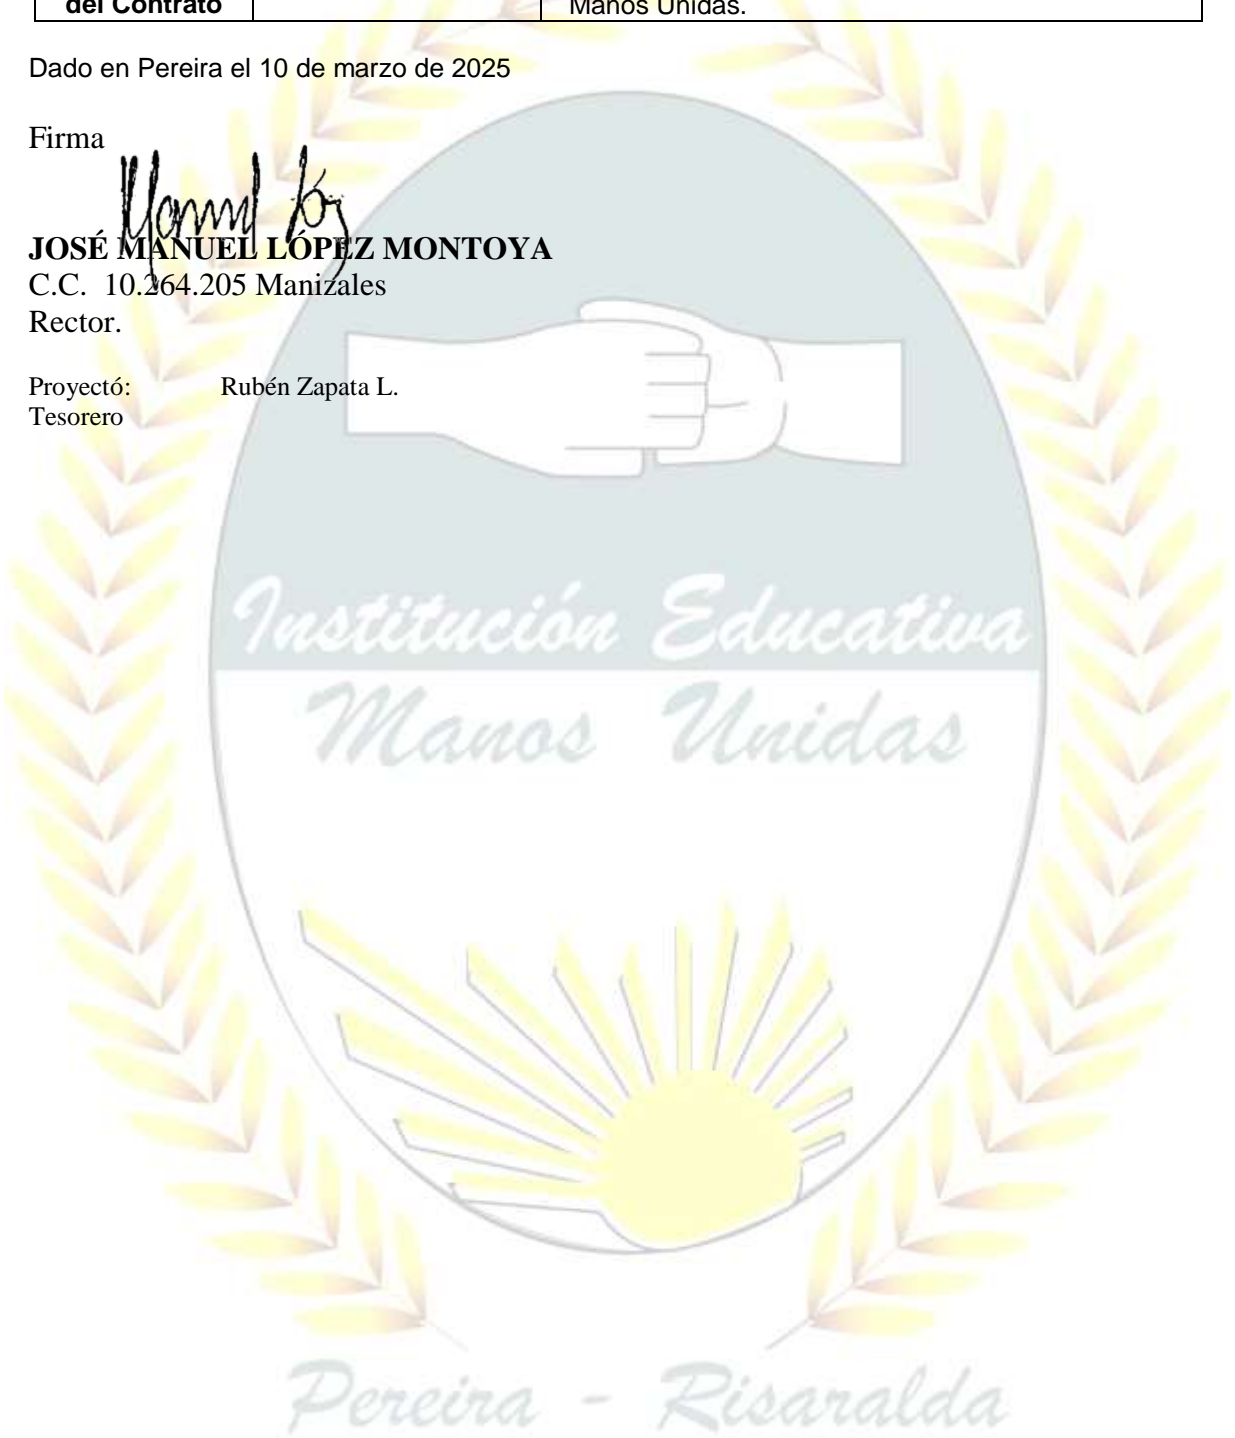 del Contrato
Manos Unidas.
Dado en Pereira el 10 de marzo de 2025
Firma
JOSÉ MANUEL LÓPEZ MONTOYA
C.C. 10.264.205 Manizales
Rector.
Proyectó: Rubén Zapata L.
Tesorero
Institución Educativa
Manos Unidas
Pereira - Risaralda